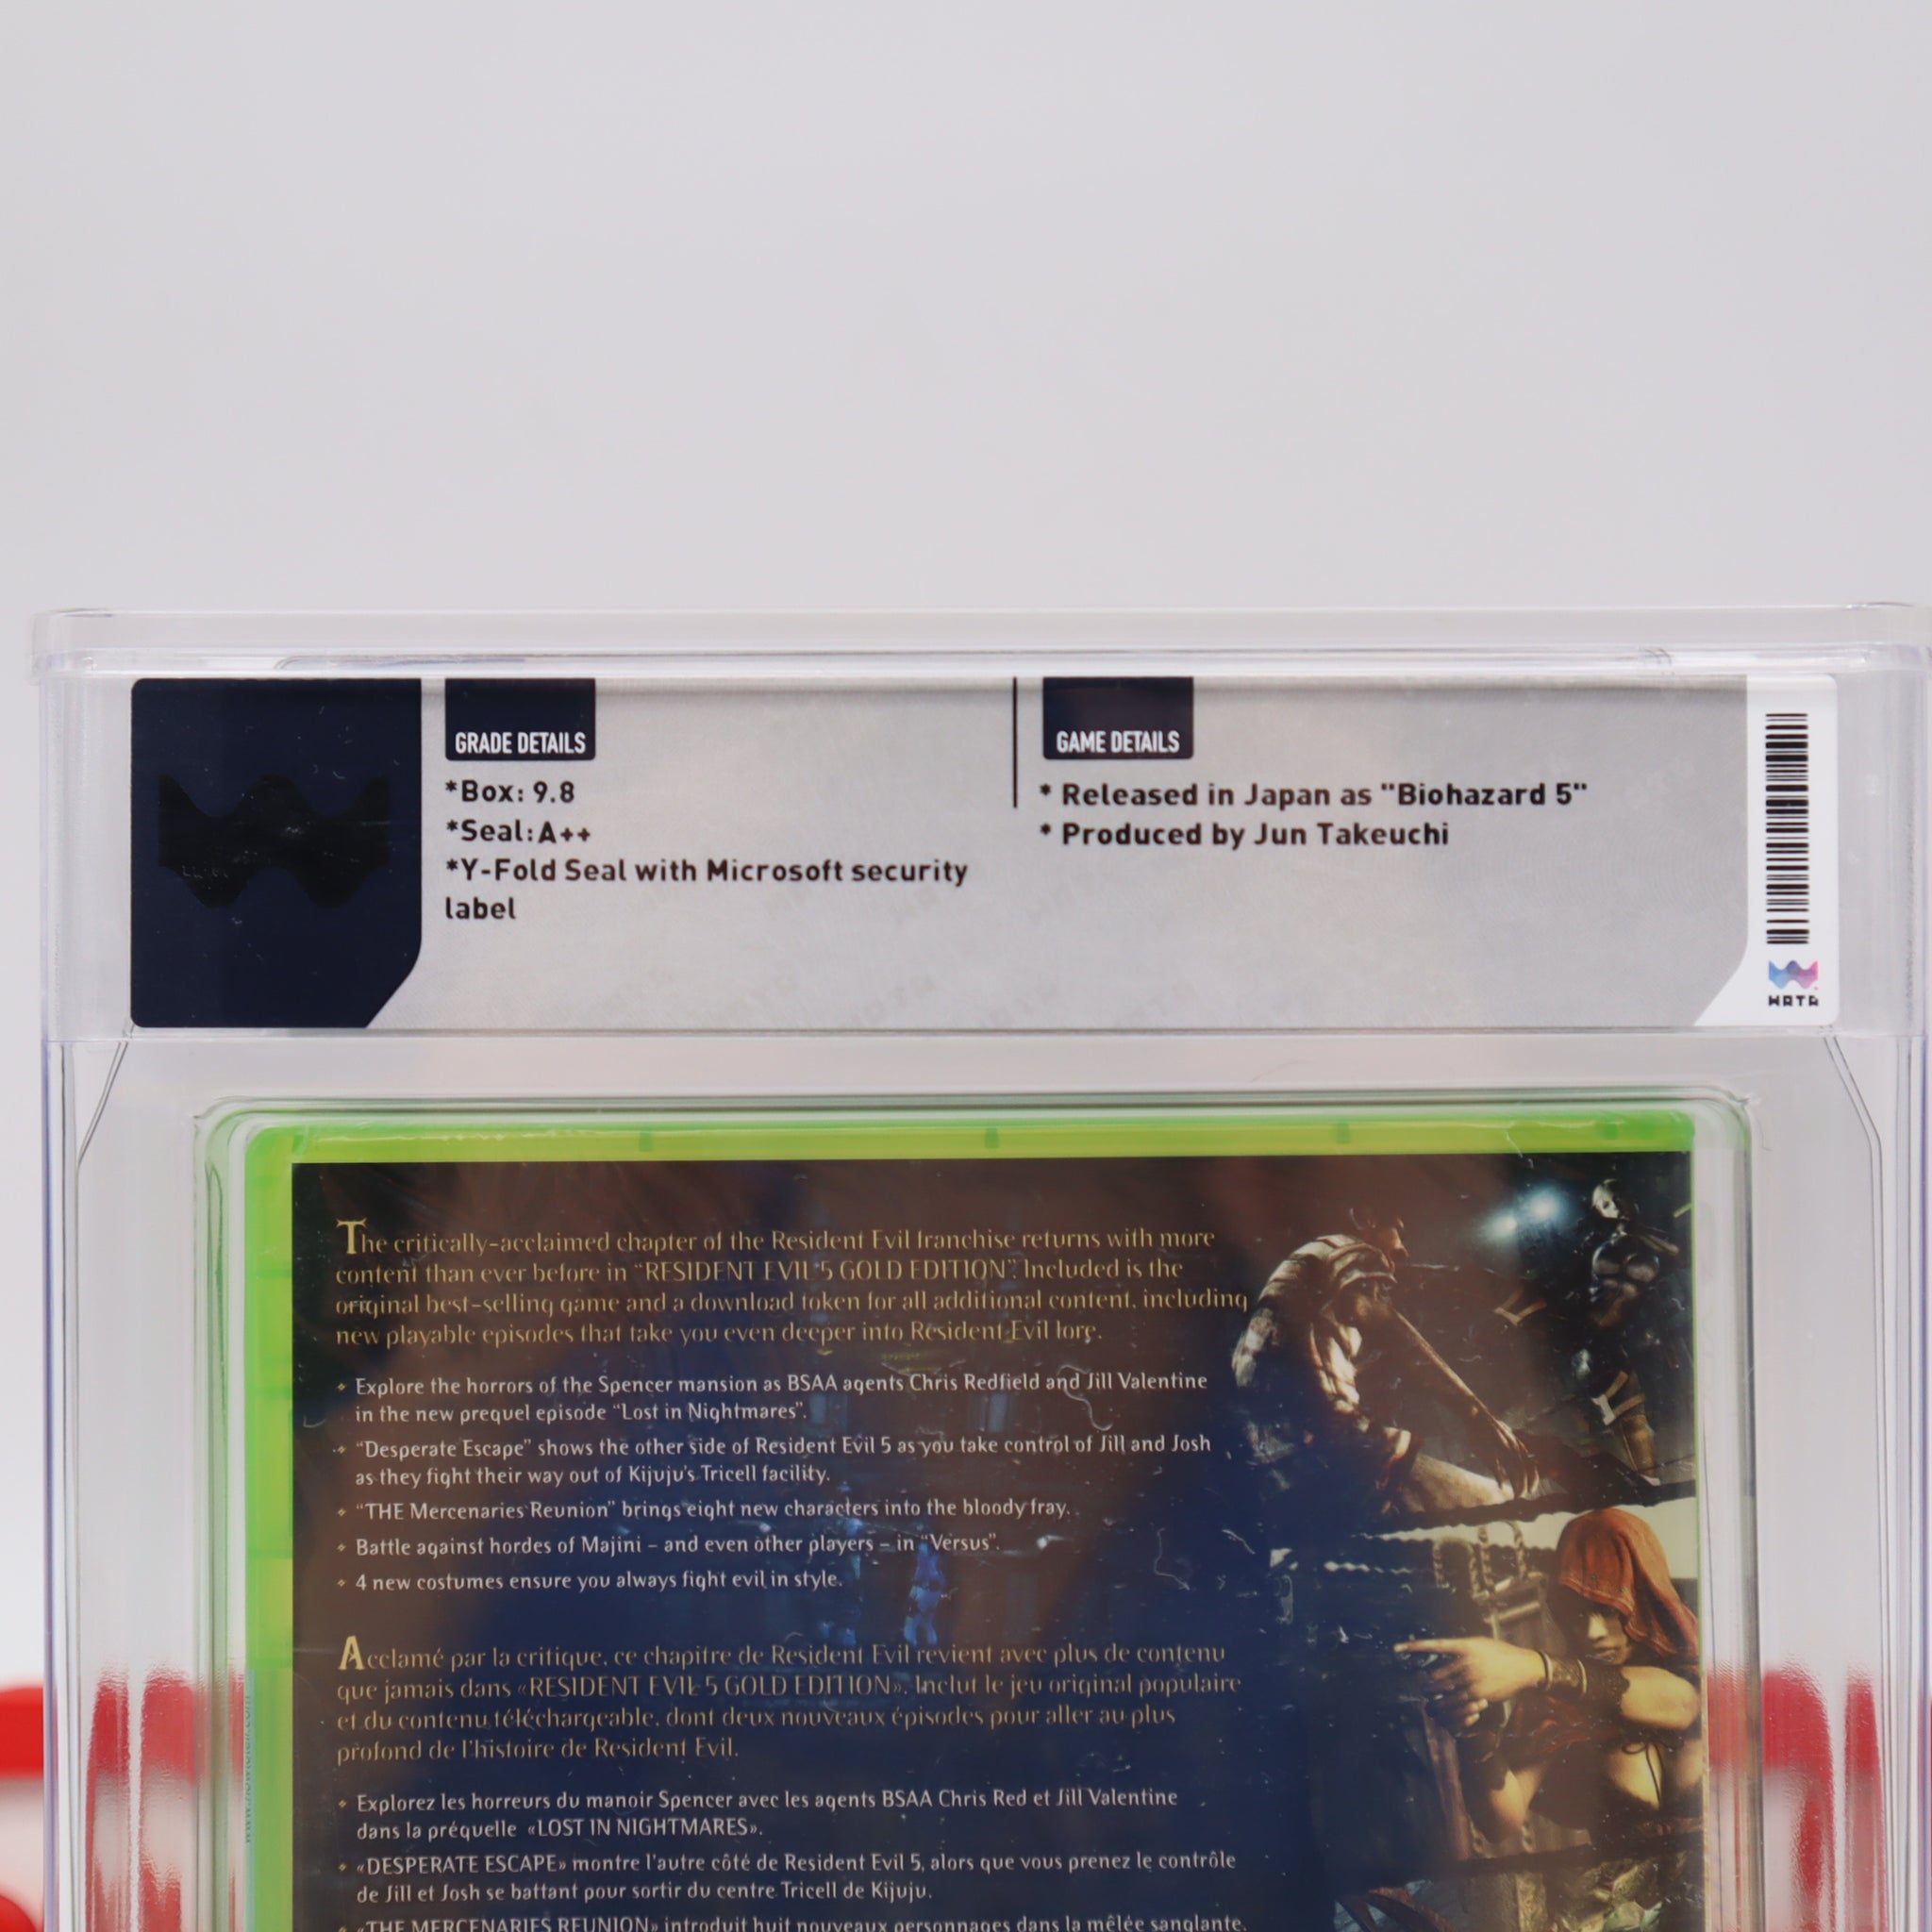 GRADE DETAILS
*Box: 9.8
*Seal:A++
*Y-Fold Seal with Microsoft security
label
GAME DETAILS
* Released in Japan as "Biohazard 5"
* Produced by Jun Takeuchi
WATA
The critically-acclaimed chapter of the Resident Evil franchise returns with more
content than ever before in “RESIDENT EVIL 5 GOLD EDITION”. Included is the
original best-selling game and a download token for all additional content, including
new playable episodes that take you even deeper into Resident Evil lore.
Explore the horrors of the Spencer mansion as BSAA agents Chris Redfield and Jill Valentine
in the new prequel episode “Lost in Nightmares”.
“Desperate Escape” shows the other side of Resident Evil 5 as you take control of Jill and Josh
as they fight their way out of Kijuju’s Tricell facility.
“THE Mercenaries Reunion” brings eight new characters into the bloody fray.
Battle against hordes of Majini – and even other players – in “Versus”.
4 new costumes ensure you always fight evil in style.
Acclamé par la critique, ce chapitre de Resident Evil revient avec plus de contenu
que jamais dans «RESIDENT EVIL 5 GOLD EDITION». Inclut le jeu original populaire
et du contenu téléchargeable, dont deux nouveaux épisodes pour aller au plus
profond de l’histoire de Resident Evil.
Explorez les horreurs du manoir Spencer avec les agents BSAA Chris Red et Jill Valentine
dans la préquelle «LOST IN NIGHTMARES».
«DESPERATE ESCAPE» montre l’autre côté de Resident Evil 5, alors que vous prenez le contrôle
de Jill et Josh se battant pour sortir du centre Tricell de Kijuju.
«THE MERCENARIES REUNION» introduit huit nouveaux personnages dans la mêlée sanglante.